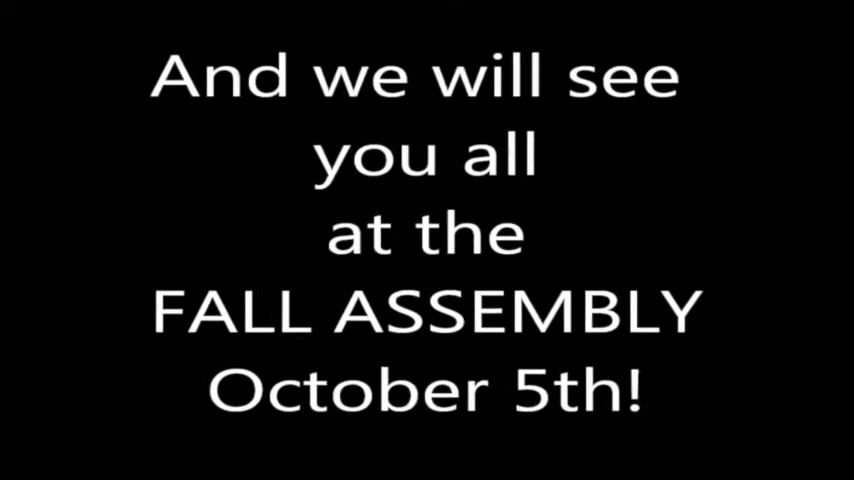 And we will see
you all
at the
FALL ASSEMBLY
October 5th!